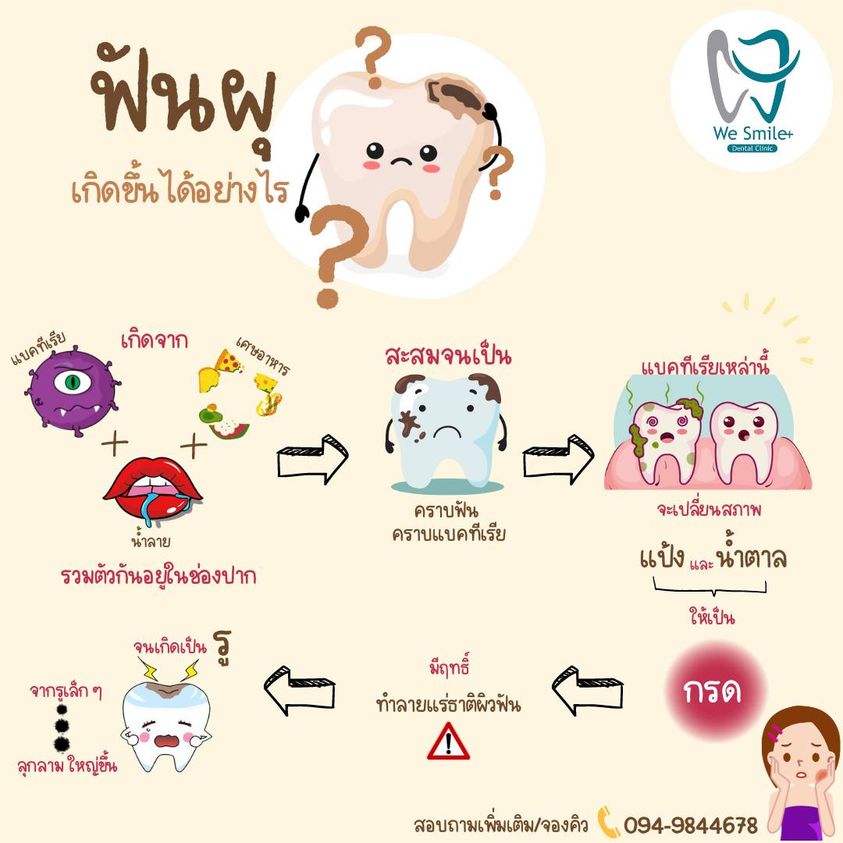 ฟันผุ
เกิดขึ้นได้อย่างไร
We Smile+
Dental Clinic
เกิดจาก
แบคทีเรีย
เศษอาหาร
น้ำลาย
รวมตัวกันอยู่ในช่องปาก
สะสมจนเป็น
คราบฟัน
คราบแบคทีเรีย
แบคทีเรียเหล่านี้
จะเปลี่ยนสภาพ
แป้ง และ น้ำตาล
ให้เป็น
กรด
มีฤทธิ์
ทำลายแร่ธาติผิวฟัน
จนเกิดเป็น รู
จากรูเล็ก ๆ
ลุกลาม ใหญ่ขึ้น
สอบถามเพิ่มเติม/จองคิว 094-9844678